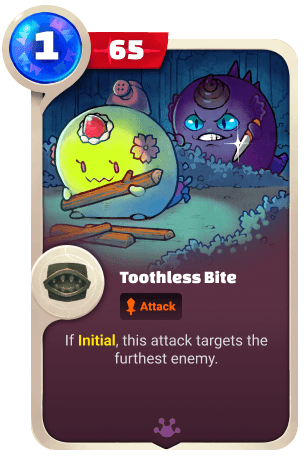 1
65
Toothless Bite
Attack
If Initial, this attack targets the
furthest enemy.